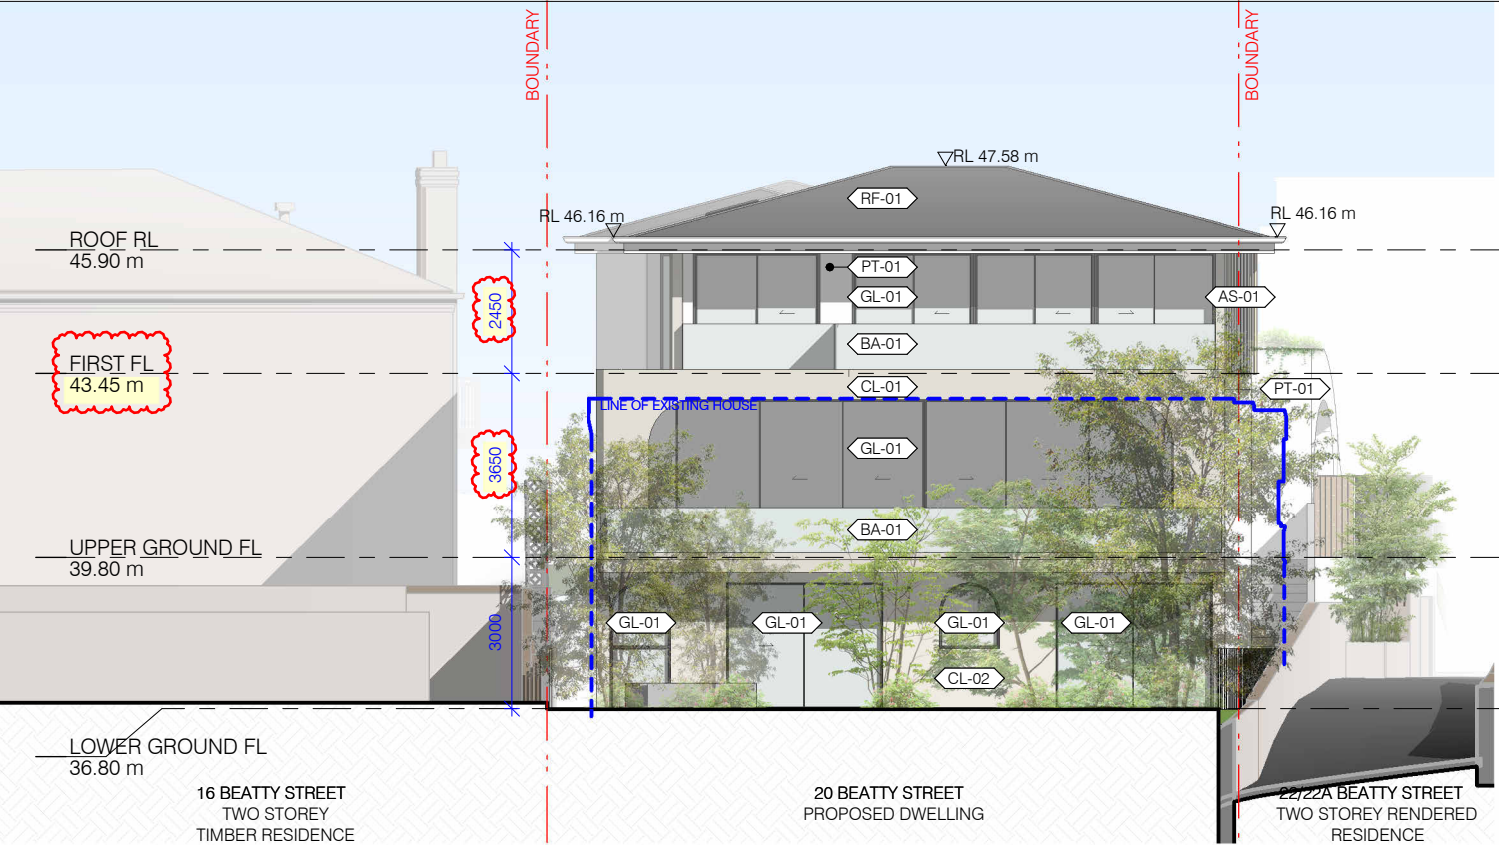 BOUNDARY
BOUNDARY
RL 47.58 m
RF-01
RL 46.16 m
RL 46.16 m
ROOF RL
45.90 m
PT-01
GL-01
AS-01
2450
BA-01
FIRST FL
43.45 m
CL-01
PT-01
LINE OF EXISTING HOUSE
GL-01
3650
BA-01
UPPER GROUND FL
39.80 m
3000
GL-01
GL-01
GL-01
GL-01
CL-02
LOWER GROUND FL
36.80 m
16 BEATTY STREET
TWO STOREY
TIMBER RESIDENCE
20 BEATTY STREET
PROPOSED DWELLING
22/22A BEATTY STREET
TWO STOREY RENDERED
RESIDENCE